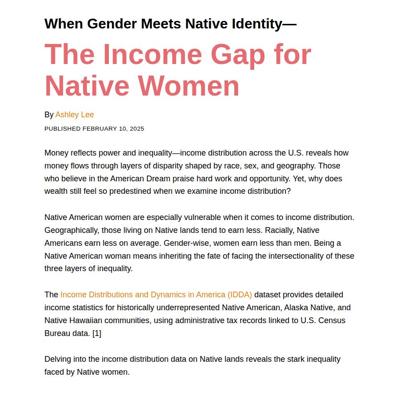 When Gender Meets Native Identity—
The Income Gap for
Native Women
By Ashley Lee
PUBLISHED FEBRUARY 10, 2025
Money reflects power and inequality—income distribution across the U.S. reveals how
money flows through layers of disparity shaped by race, sex, and geography. Those
who believe in the American Dream praise hard work and opportunity. Yet, why does
wealth still feel so predestined when we examine income distribution?
Native American women are especially vulnerable when it comes to income distribution.
Geographically, those living on Native lands tend to earn less. Racially, Native
Americans earn less on average. Gender-wise, women earn less than men. Being a
Native American woman means inheriting the fate of facing the intersectionality of these
three layers of inequality.
The Income Distributions and Dynamics in America (IDDA) dataset provides detailed
income statistics for historically underrepresented Native American, Alaska Native, and
Native Hawaiian communities, using administrative tax records linked to U.S. Census
Bureau data. [1]
Delving into the income distribution data on Native lands reveals the stark inequality
faced by Native women.